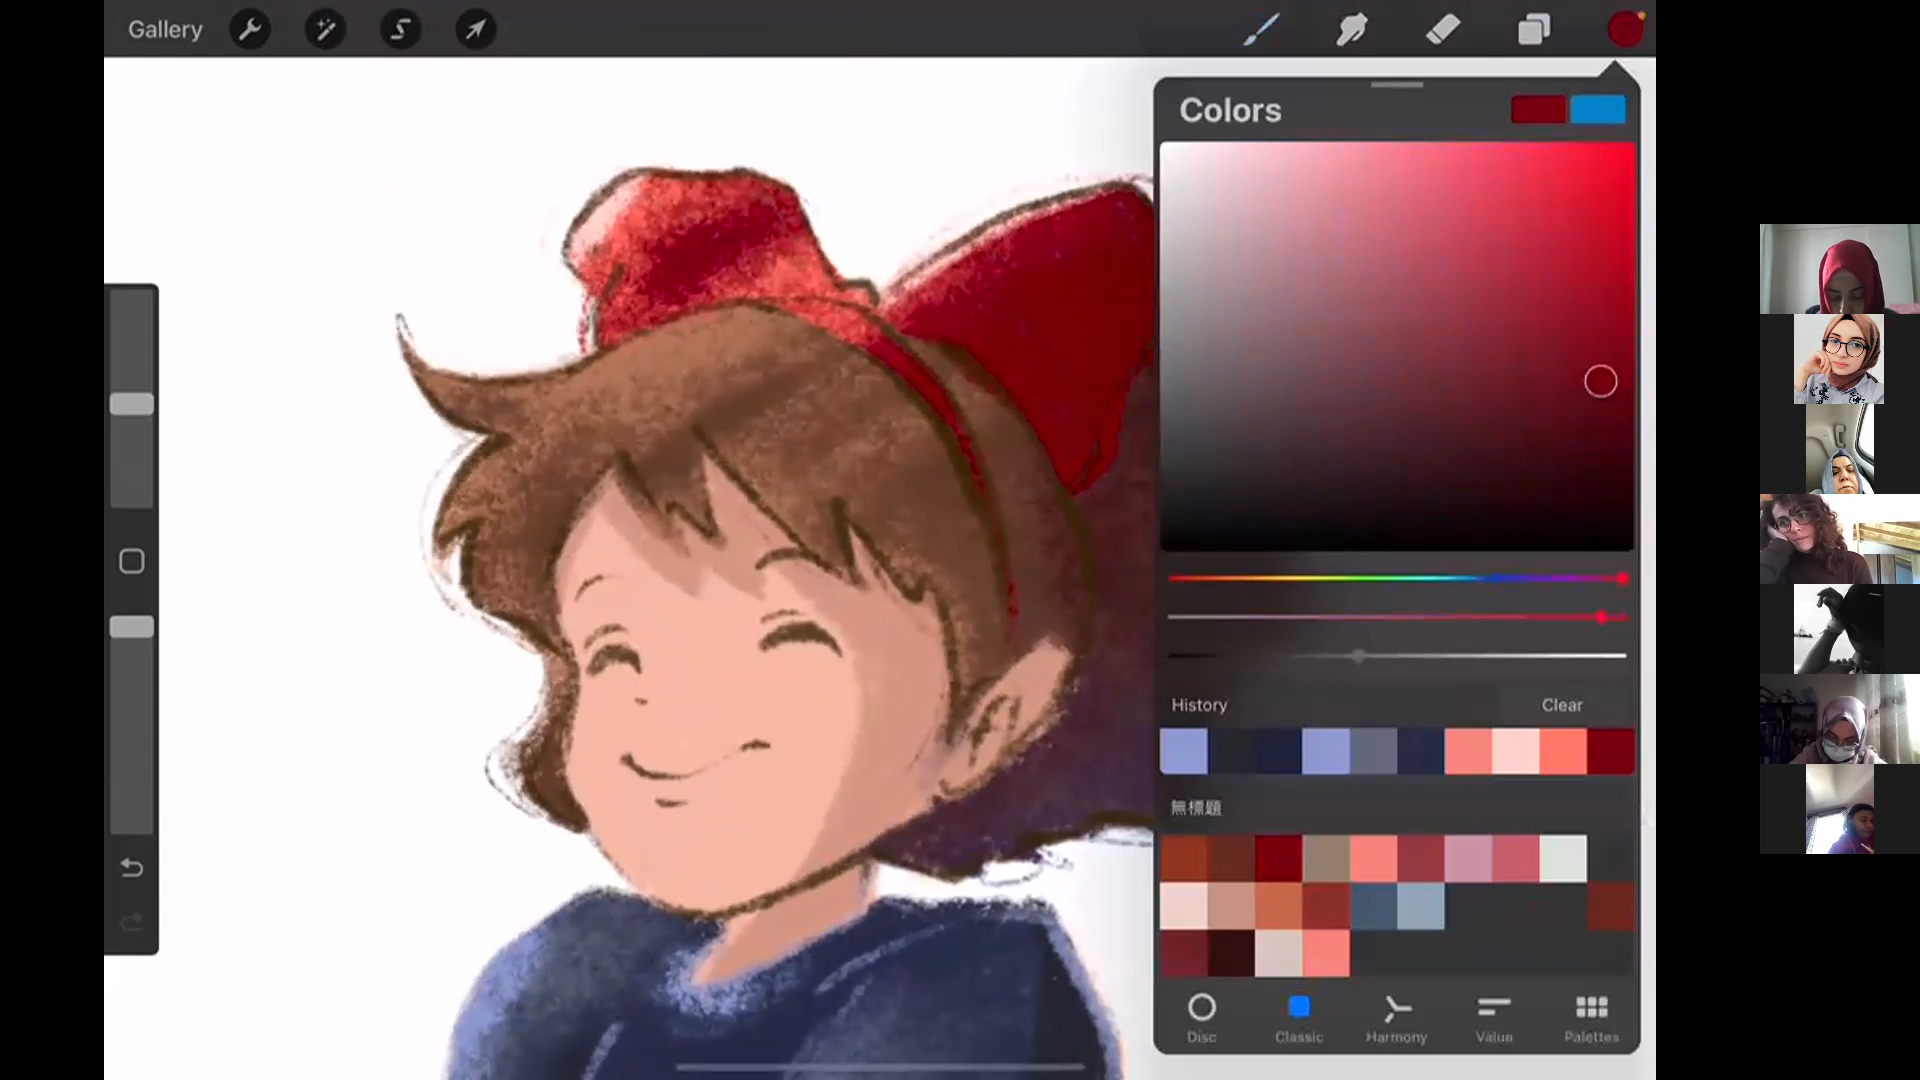 Gallery
Colors
History
Clear
無標題
Disc
Classic
Harmony
Value
Palettes